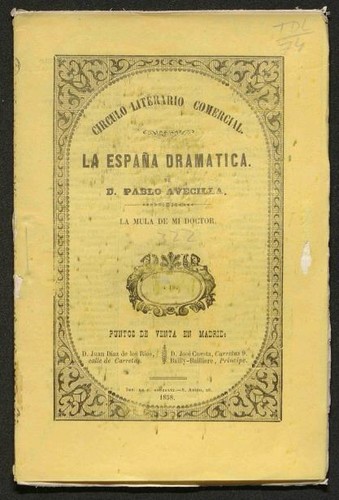 CIRCULO LITERARIO COMERCIAL.
LA ESPAÑA DRAMATICA.
D. PABLO AVECILLA.
LA MULA DE MI DOCTOR.
PUNTOS DE VENTA EN MADRID:
D. Juan Diaz de los Rios,
calle de Carretas.
D. José Cuesta, Carretas 9.
Bailly-Bailliere, Príncipe.
1858.